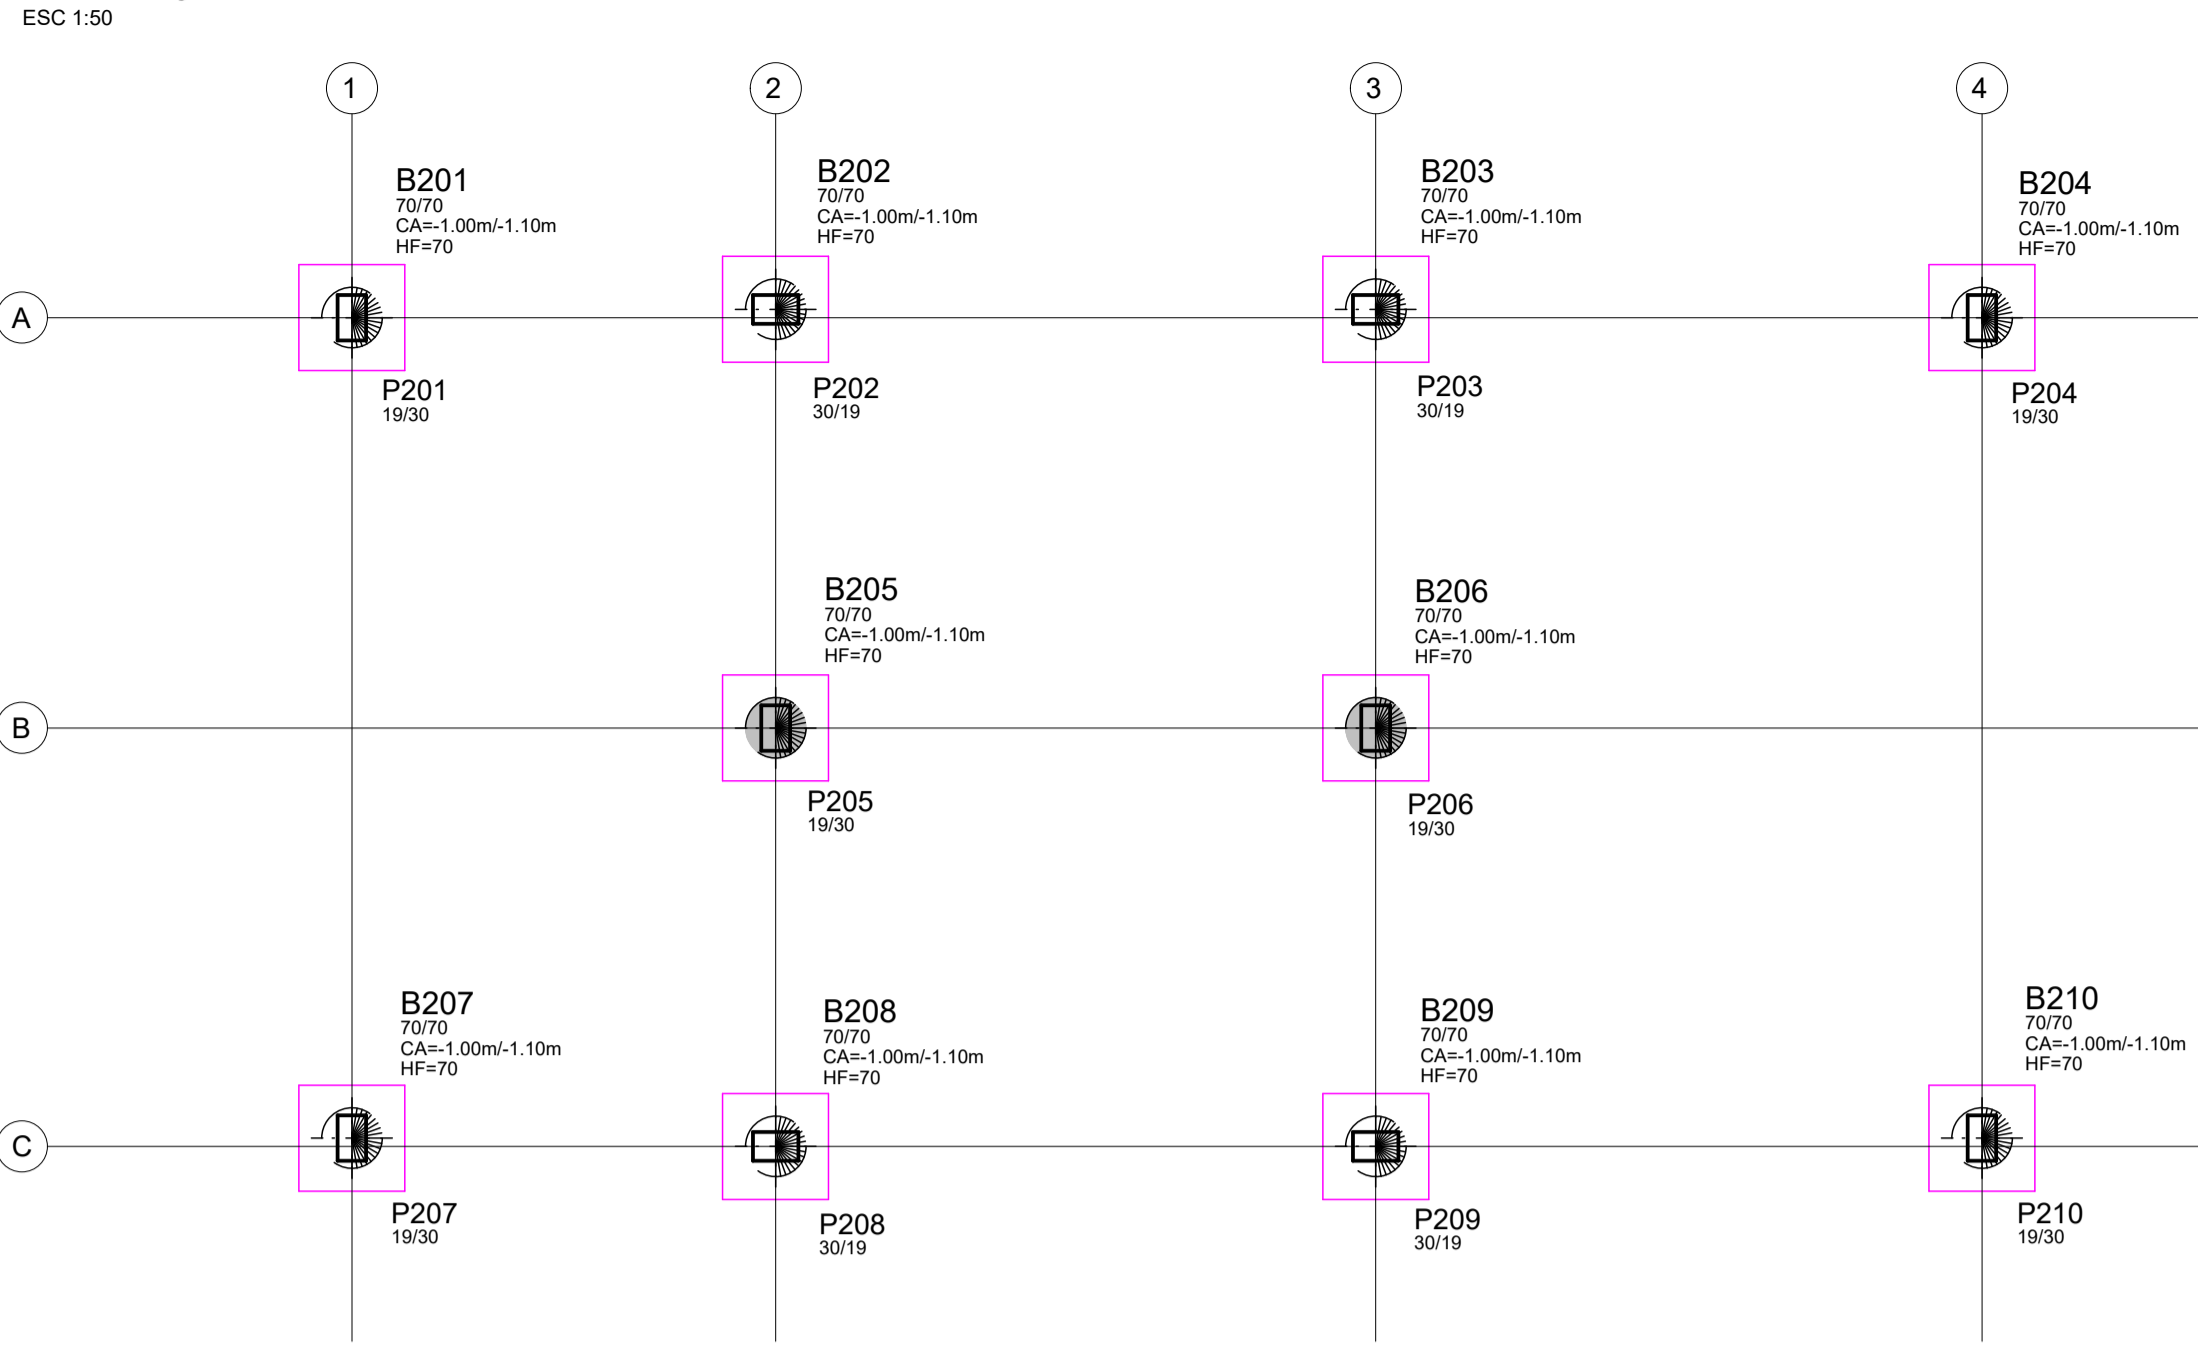 ESC 1:50
1
2
3
4
B201
70/70
CA=-1.00m/-1.10m
HF=70
B202
70/70
CA=-1.00m/-1.10m
HF=70
B203
70/70
CA=-1.00m/-1.10m
HF=70
B204
70/70
CA=-1.00m/-1.10m
HF=70
A
P201
19/30
P202
30/19
P203
30/19
P204
19/30
B205
70/70
CA=-1.00m/-1.10m
HF=70
B206
70/70
CA=-1.00m/-1.10m
HF=70
B
P205
19/30
P206
19/30
B207
70/70
CA=-1.00m/-1.10m
HF=70
B208
70/70
CA=-1.00m/-1.10m
HF=70
B209
70/70
CA=-1.00m/-1.10m
HF=70
B210
70/70
CA=-1.00m/-1.10m
HF=70
C
P207
19/30
P208
30/19
P209
30/19
P210
19/30